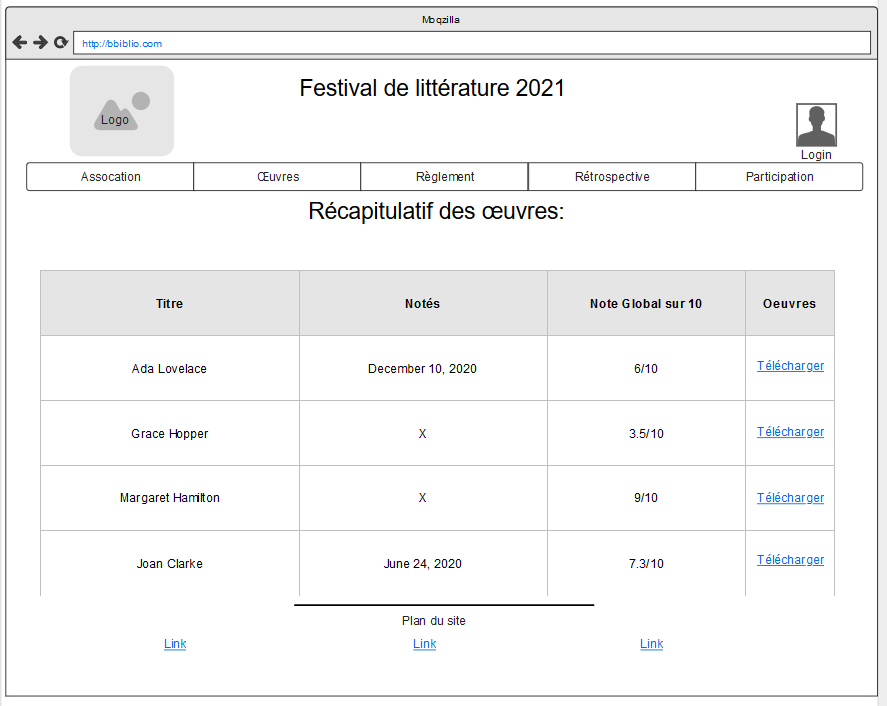 Moqzilla
http://bbiblio.com
Logo
Festival de littérature 2021
Login
Assocation Œuvres Règlement Rétrospective Participation
Récapitulatif des œuvres:
Titre Notés Note Global sur 10 Oeuvres
Ada Lovelace December 10, 2020 6/10 Télécharger
Grace Hopper X 3.5/10 Télécharger
Margaret Hamilton X 9/10 Télécharger
Joan Clarke June 24, 2020 7.3/10 Télécharger
Plan du site
Link Link Link